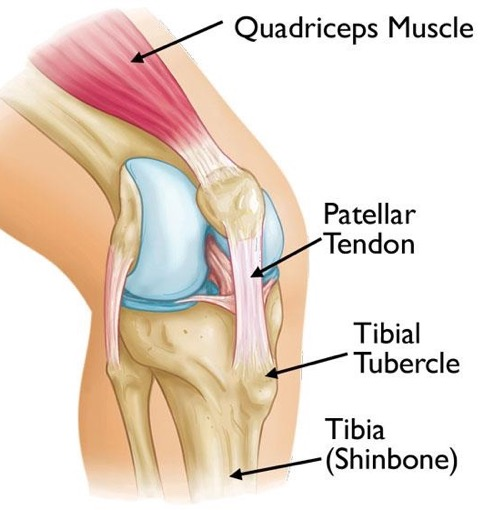 Quadriceps Muscle
Patellar
Tendon
Tibial
Tubercle
Tibia
(Shinbone)